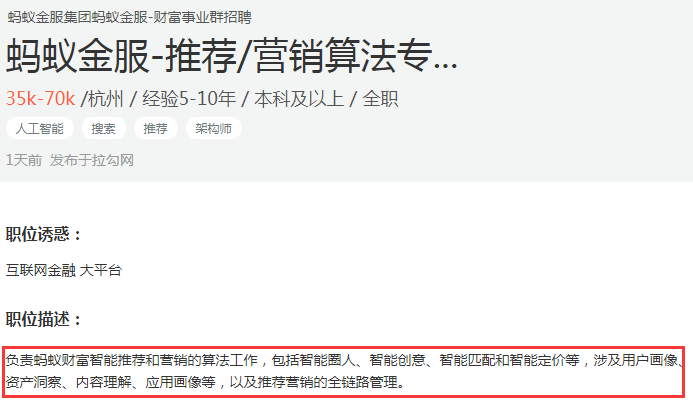 蚂蚁金服集团蚂蚁金服-财富事业群招聘
蚂蚁金服-推荐/营销算法专...
35k-70k /杭州 / 经验5-10年 / 本科及以上 / 全职
人工智能 搜索 推荐 架构师
1天前 发布于拉勾网
职位诱惑：
互联网金融 大平台
职位描述：
负责蚂蚁财富智能推荐和营销的算法工作，包括智能圈人、智能创意、智能匹配和智能定价等，涉及用户画像、
资产洞察、内容理解、应用画像等，以及推荐营销的全链路管理。